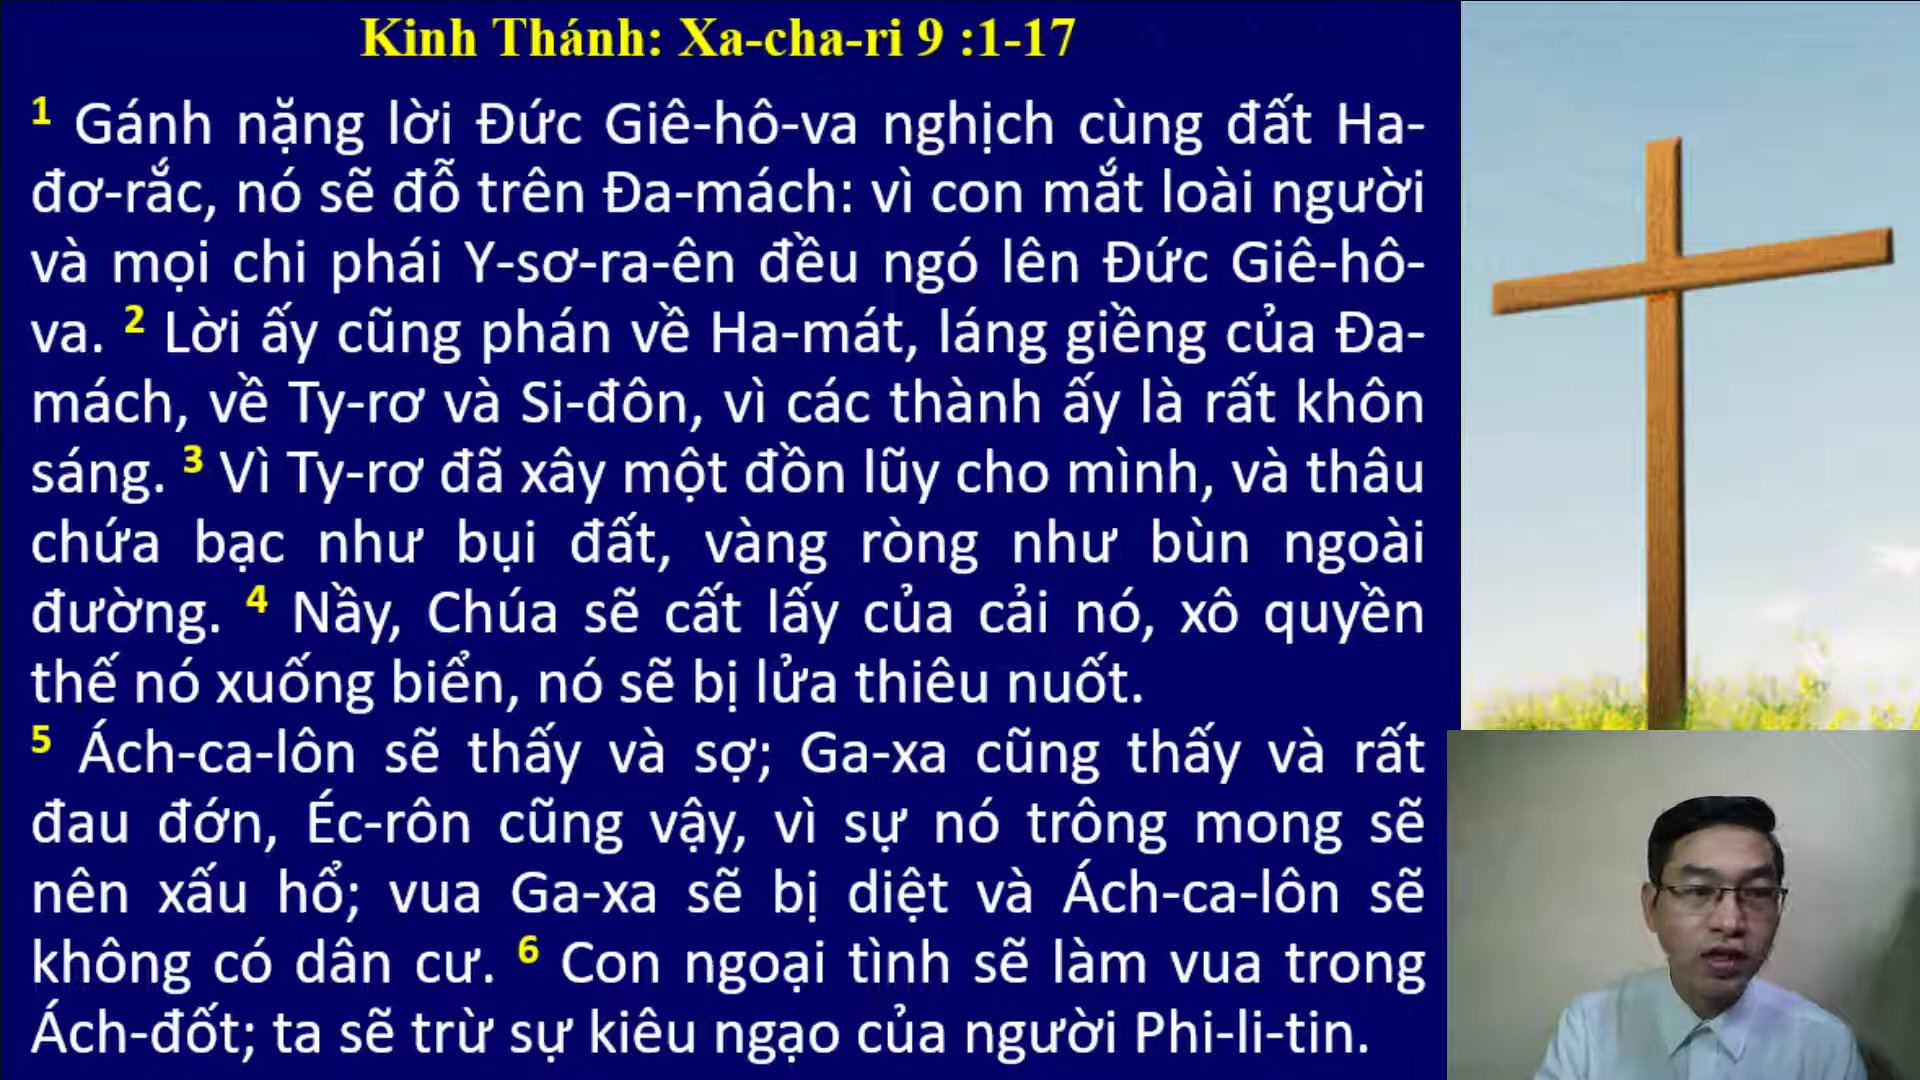 Kinh Thánh: Xa-cha-ri 9 :1-17
1 Gánh nặng lời Đức Giê-hô-va nghịch cùng đất Ha-
đơ-rắc, nó sẽ đỗ trên Đa-mách: vì con mắt loài người
và mọi chi phái Y-sơ-ra-ên đều ngó lên Đức Giê-hô-
va. 2 Lời ấy cũng phán về Ha-mát, láng giềng của Đa-
mách, về Ty-rơ và Si-đôn, vì các thành ấy là rất khôn
sáng. 3 Vì Ty-rơ đã xây một đồn lũy cho mình, và thâu
chứa bạc như bụi đất, vàng ròng như bùn ngoài
đường. 4 Nầy, Chúa sẽ cất lấy của cải nó, xô quyền
thế nó xuống biển, nó sẽ bị lửa thiêu nuốt.
5 Ách-ca-lôn sẽ thấy và sợ; Ga-xa cũng thấy và rất
đau đớn, Éc-rôn cũng vậy, vì sự nó trông mong sẽ
nên xấu hổ; vua Ga-xa sẽ bị diệt và Ách-ca-lôn sẽ
không có dân cư. 6 Con ngoại tình sẽ làm vua trong
Ách-đốt; ta sẽ trừ sự kiêu ngạo của người Phi-li-tin.